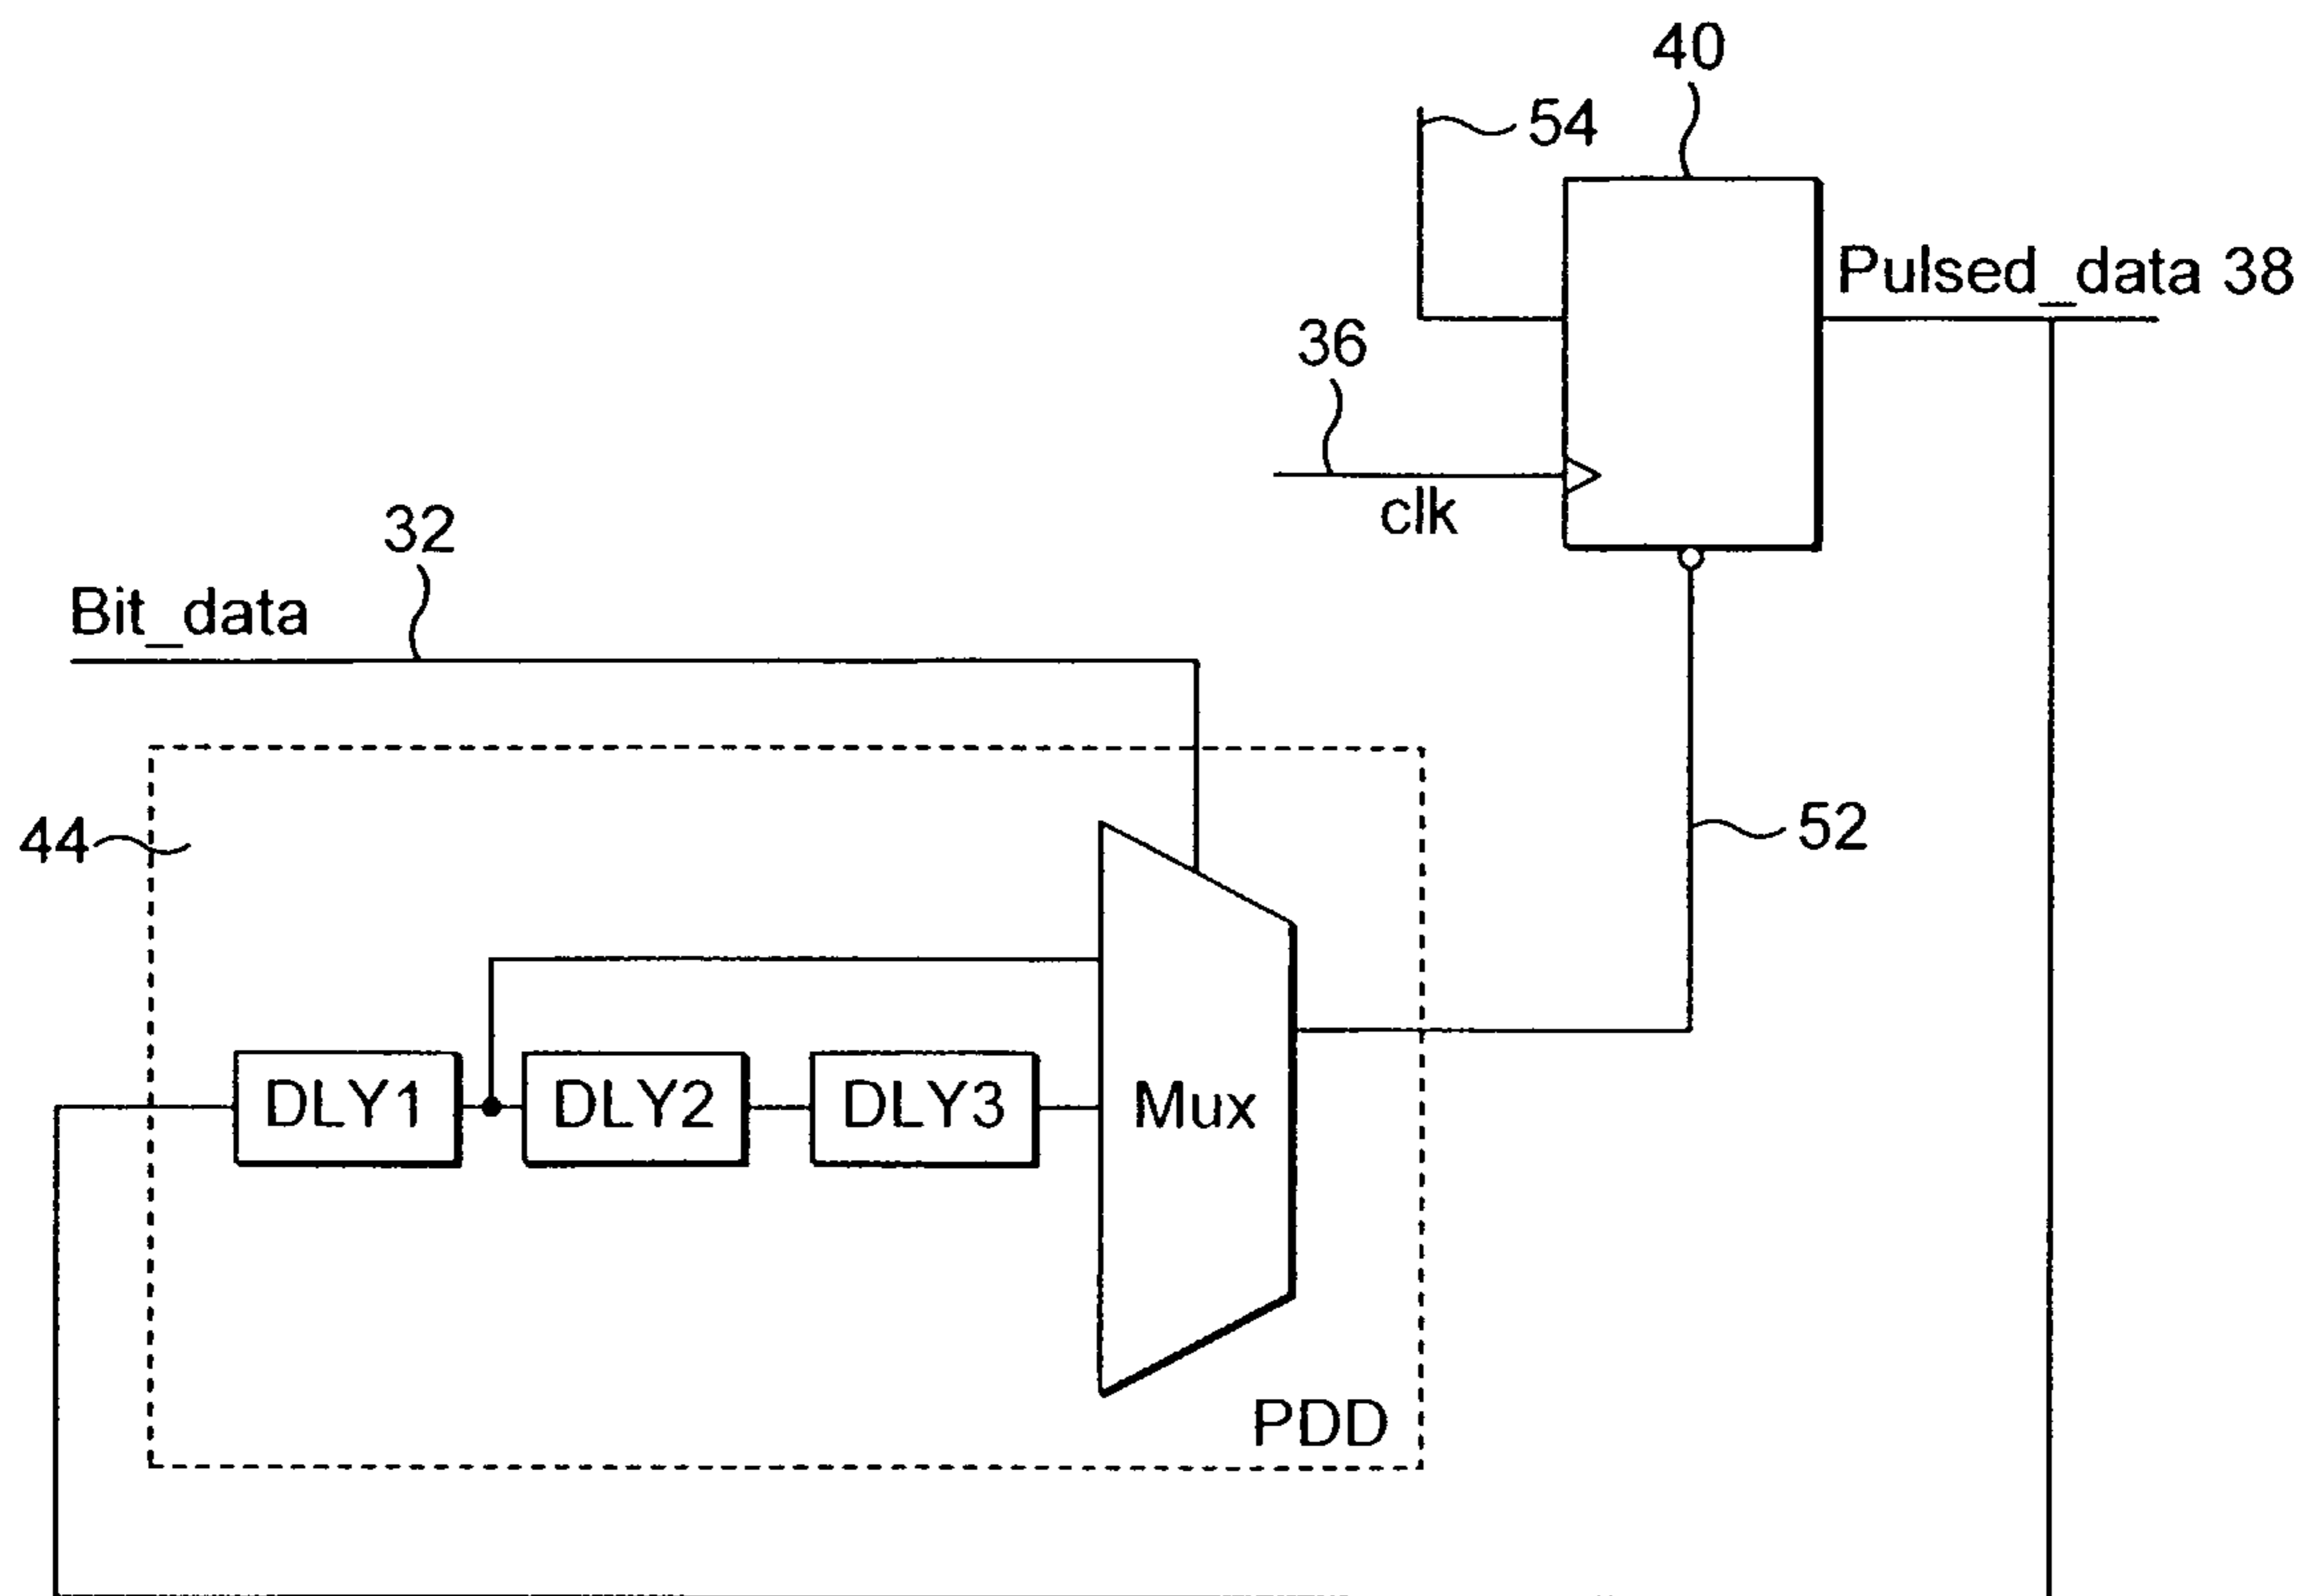 40
54
Pulsed_data 38
36
clk
32
Bit_data
44
52
DLY1
DLY2
DLY3
Mux
PDD